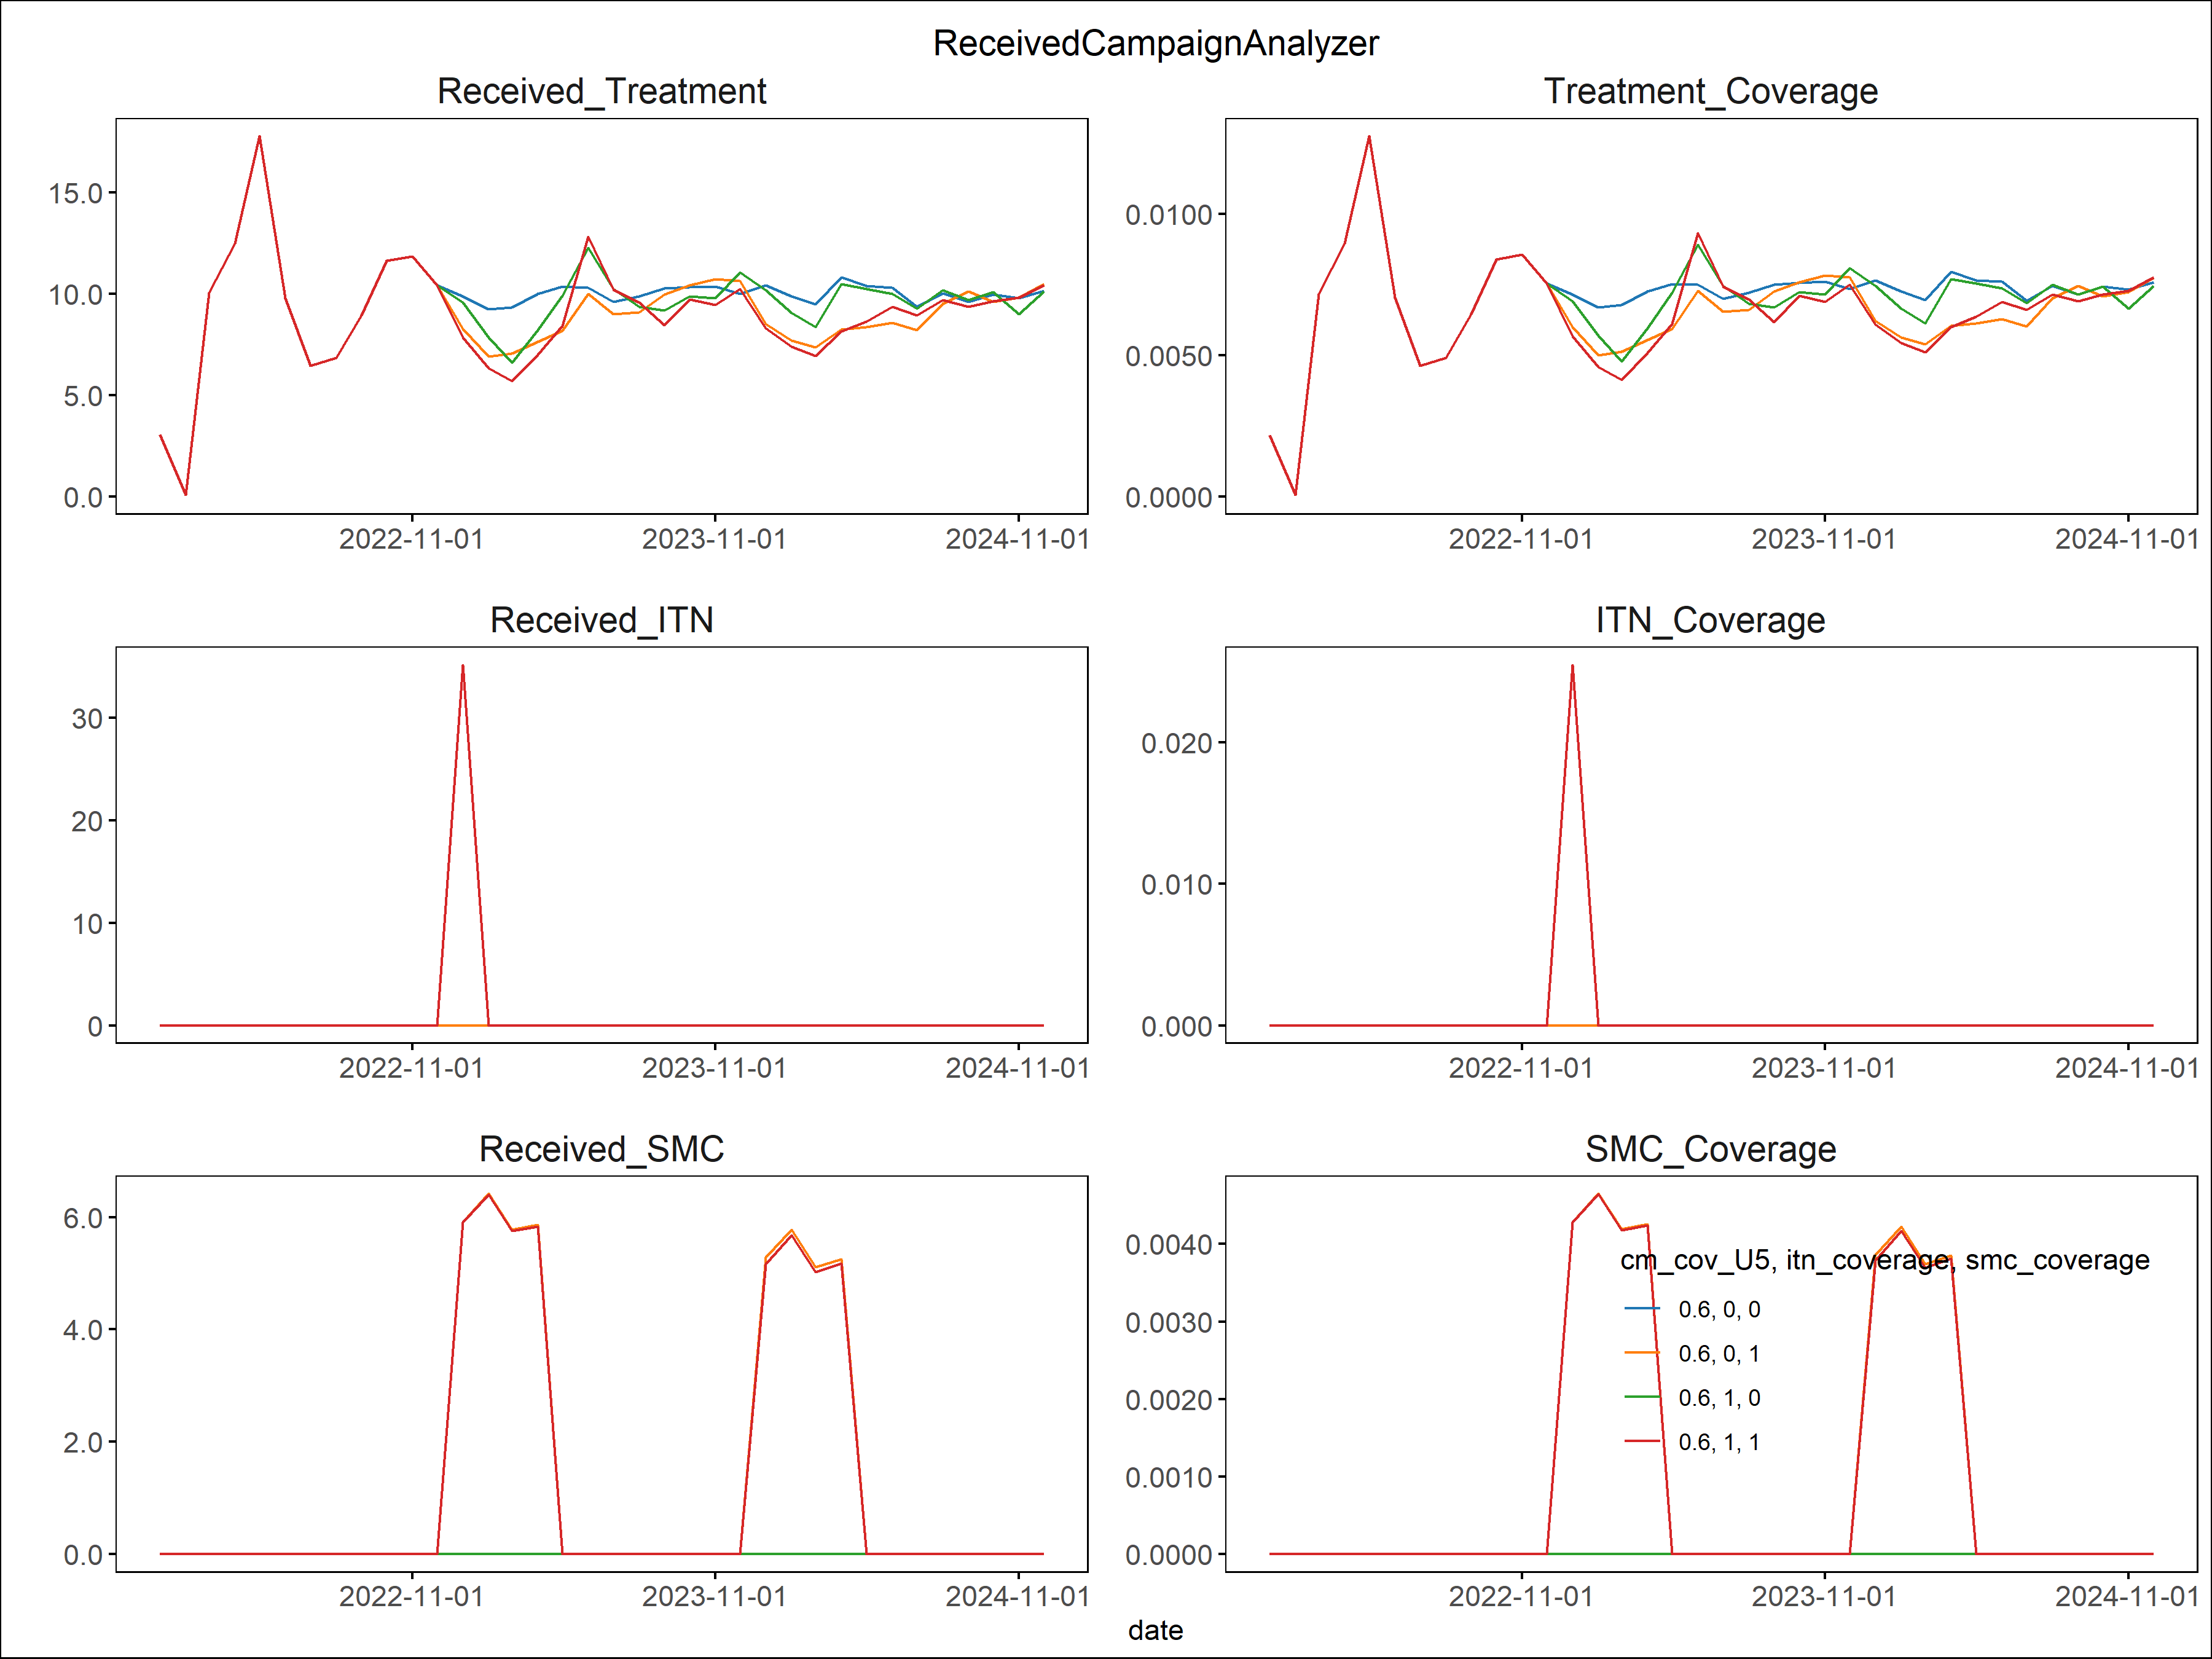 ReceivedCampaignAnalyzer
Received_Treatment
15.0
10.0
5.0
0.0
2022-11-01 2023-11-01 2024-11-01
Treatment_Coverage
0.0100
0.0050
0.0000
2022-11-01 2023-11-01 2024-11-01
Received_ITN
30
20
10
0
2022-11-01 2023-11-01 2024-11-01
ITN_Coverage
0.020
0.010
0.000
2022-11-01 2023-11-01 2024-11-01
Received_SMC
6.0
4.0
2.0
0.0
2022-11-01 2023-11-01 2024-11-01
SMC_Coverage
0.0040
0.0030
0.0020
0.0010
0.0000
cm_cov_U5, itn_coverage, smc_coverage
0.6, 0, 0
0.6, 0, 1
0.6, 1, 0
0.6, 1, 1
2022-11-01 2023-11-01 2024-11-01
date